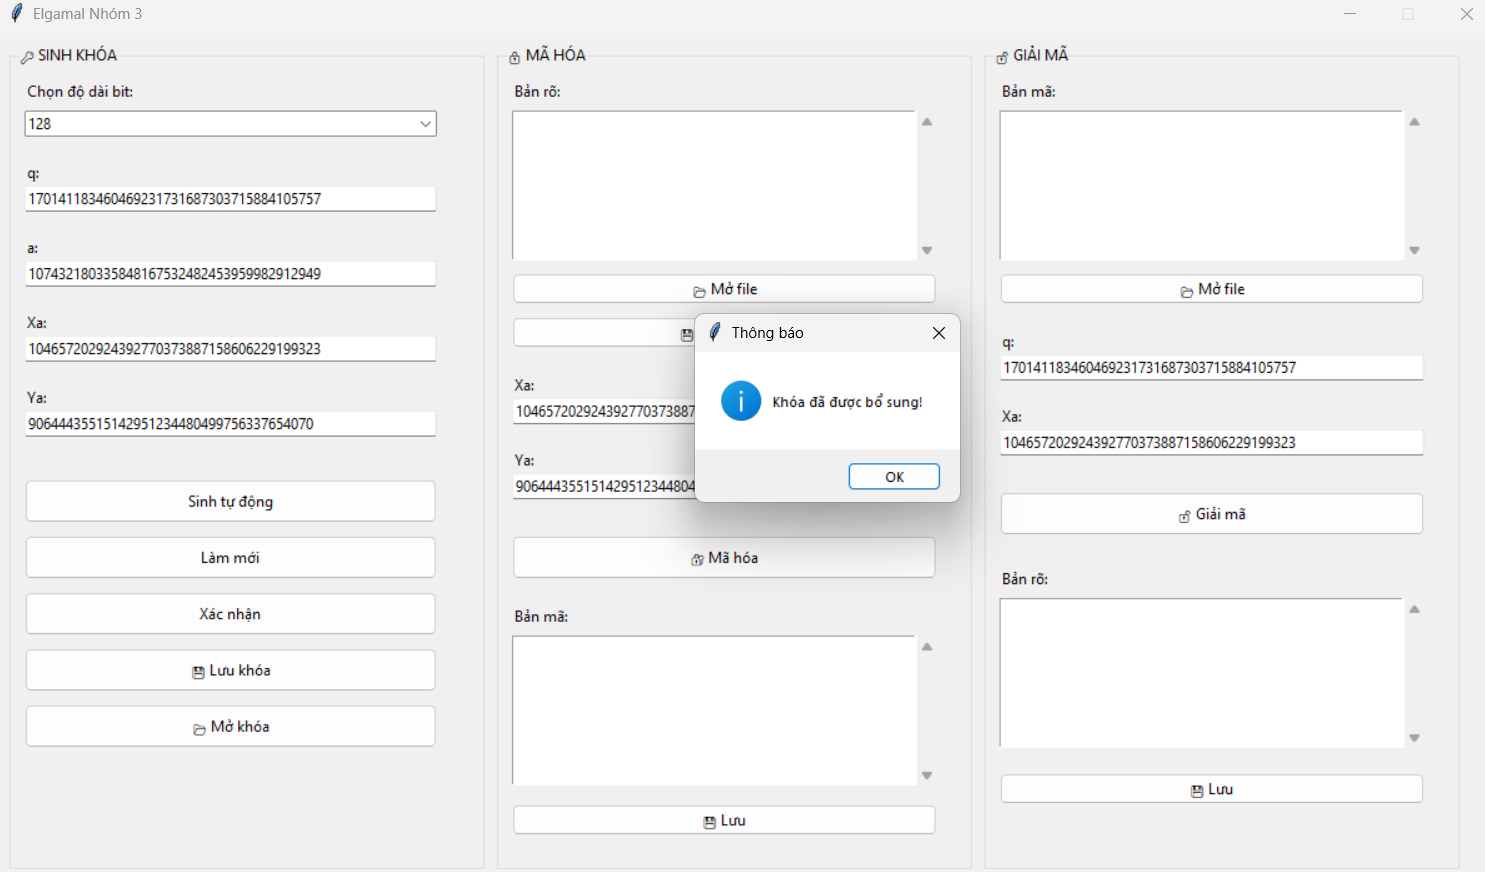 Elgamal Nhóm 3
SINH KHÓA
Chọn độ dài bit:
128
q:
170141183460469231731687303715884105757
a:
107432180335848167532482453959982912949
Xa:
104657202924392770373887158606229199323
Ya:
90644435515142951234480499756337654070
Sinh tự động
Làm mới
Xác nhận
Lưu khóa
Mở khóa
MÃ HÓA
Bản rõ:
Mở file
Xa:
104657202924392770373887
Ya:
906444355151429512344804
Mã hóa
Bản mã:
Lưu
Thông báo
Khóa đã được bổ sung!
OK
GIẢI MÃ
Bản mã:
Mở file
q:
170141183460469231731687303715884105757
Xa:
104657202924392770373887158606229199323
Giải mã
Bản rõ:
Lưu